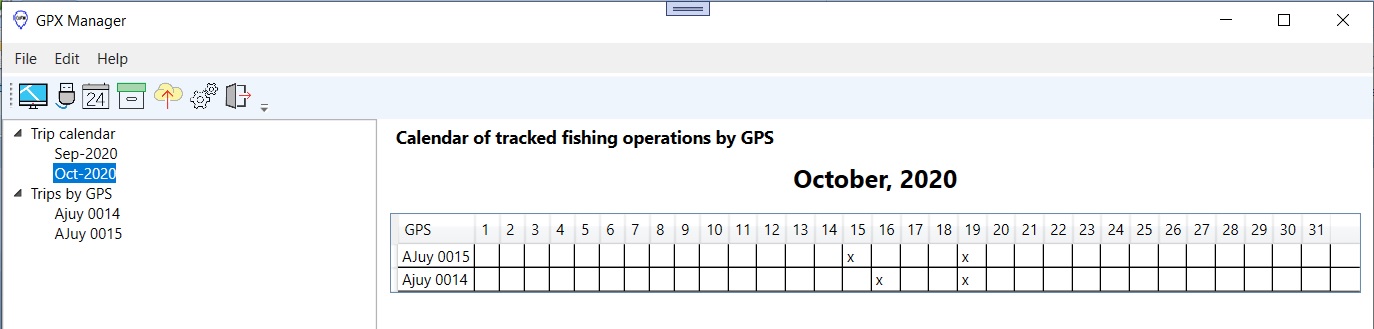 GPX Manager
File Edit Help
24
Trip calendar
Sep-2020
Oct-2020
Trips by GPS
Ajuy 0014
AJuy 0015
Calendar of tracked fishing operations by GPS
October, 2020
GPS 1 2 3 4 5 6 7 8 9 10 11 12 13 14 15 16 17 18 19 20 21 22 23 24 25 26 27 28 29 30 31
AJuy 0015 x x
Ajuy 0014 x x